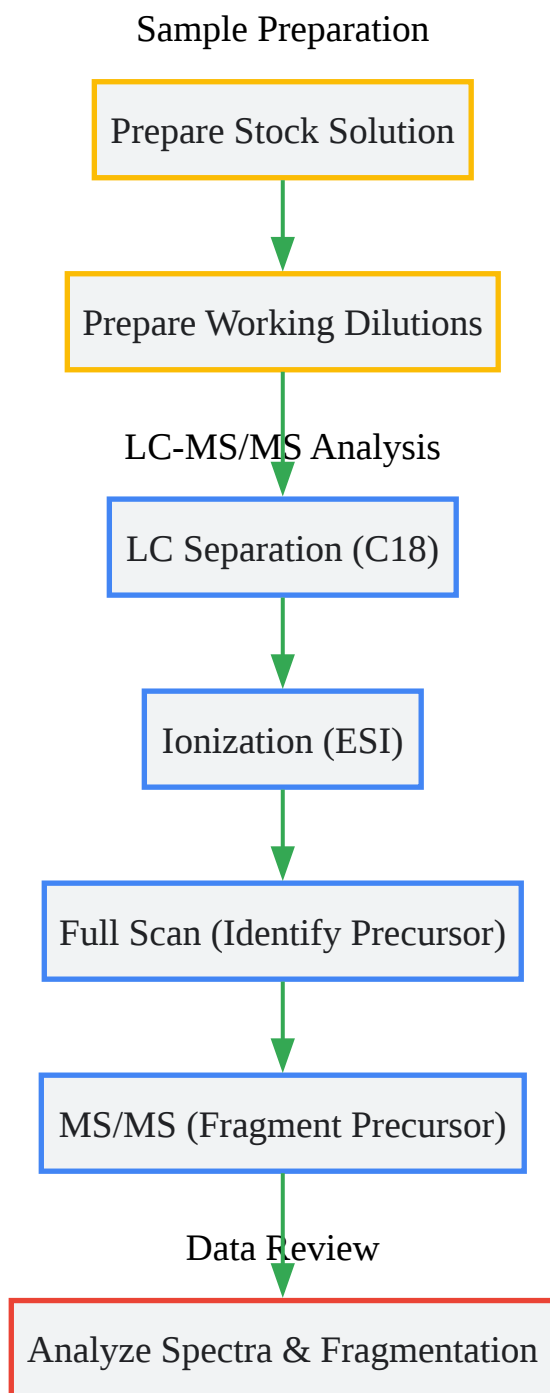 Sample Preparation
Prepare Stock Solution
Prepare Working Dilutions
LC-MS/MS Analysis
LC Separation (C18)
Ionization (ESI)
Full Scan (Identify Precursor)
MS/MS (Fragment Precursor)
Data Review
Analyze Spectra & Fragmentation